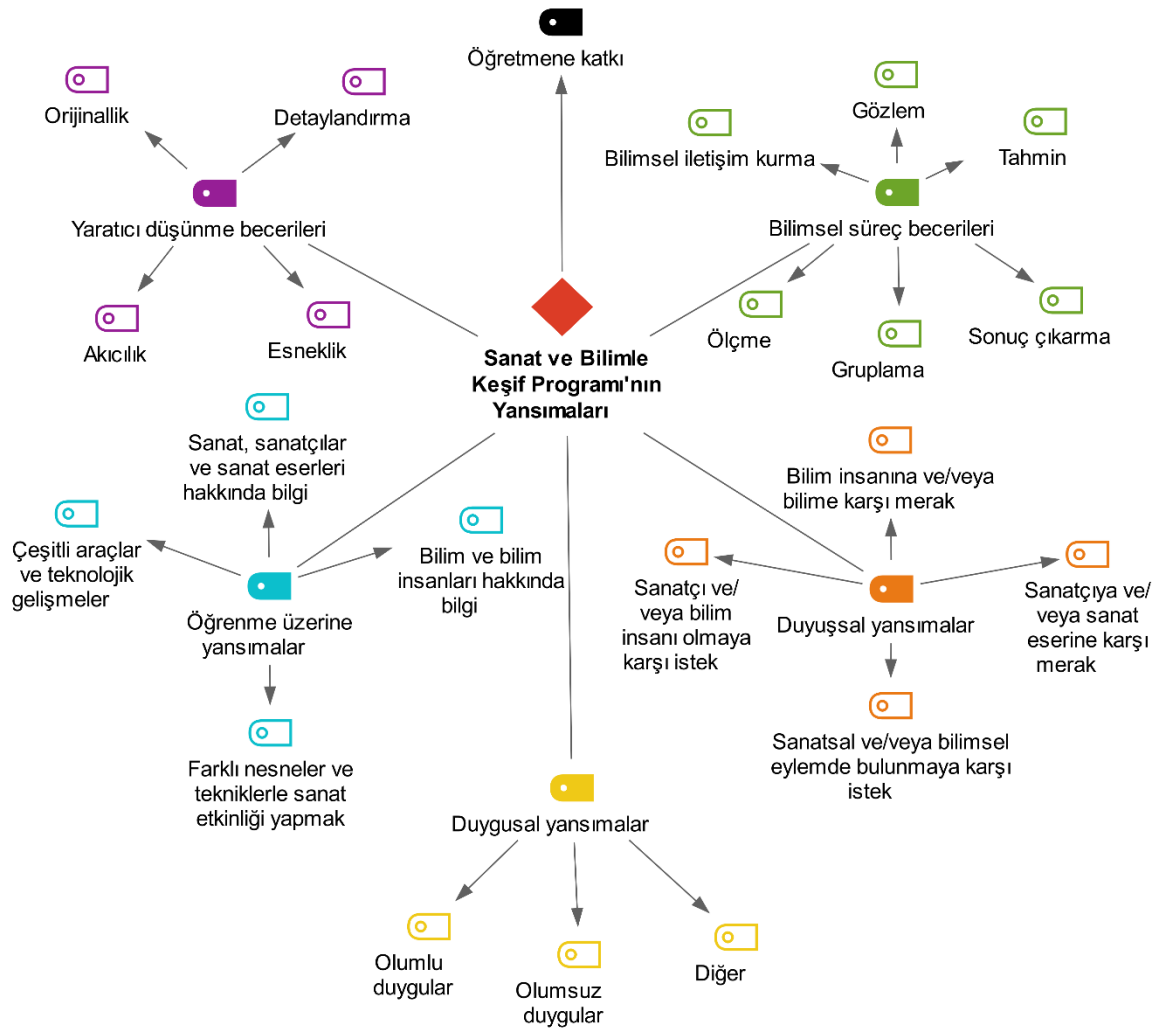 Öğretmene katkı
Orijinallik
Detaylandırma
Yaratıcı düşünme becerileri
Akıcılık
Esneklik
Gözlem
Bilimsel iletişim kurma
Tahmin
Bilimsel süreç becerileri
Ölçme
Gruplama
Sonuç çıkarma
Sanat ve Bilimle
Keşif Programı'nın
Yansımaları
Sanat, sanatçılar
ve sanat eserleri
hakkında bilgi
Çeşitli araçlar
ve teknolojik
gelişmeler
Bilim ve bilim
insanları hakkında
bilgi
Öğrenme üzerine
yansımalar
Farklı nesneler ve
tekniklerle sanat
etkinliği yapmak
Bilim insanına ve/veya
bilime karşı merak
Sanatçı ve/
veya bilim
insanı olmaya
karşı istek
Duyuşsal yansımalar
Sanatçıya ve/
veya sanat
eserine karşı
merak
Sanatsal ve/veya bilimsel
eylemde bulunmaya karşı
istek
Duygusal yansımalar
Olumlu
duygular
Olumsuz
duygular
Diğer